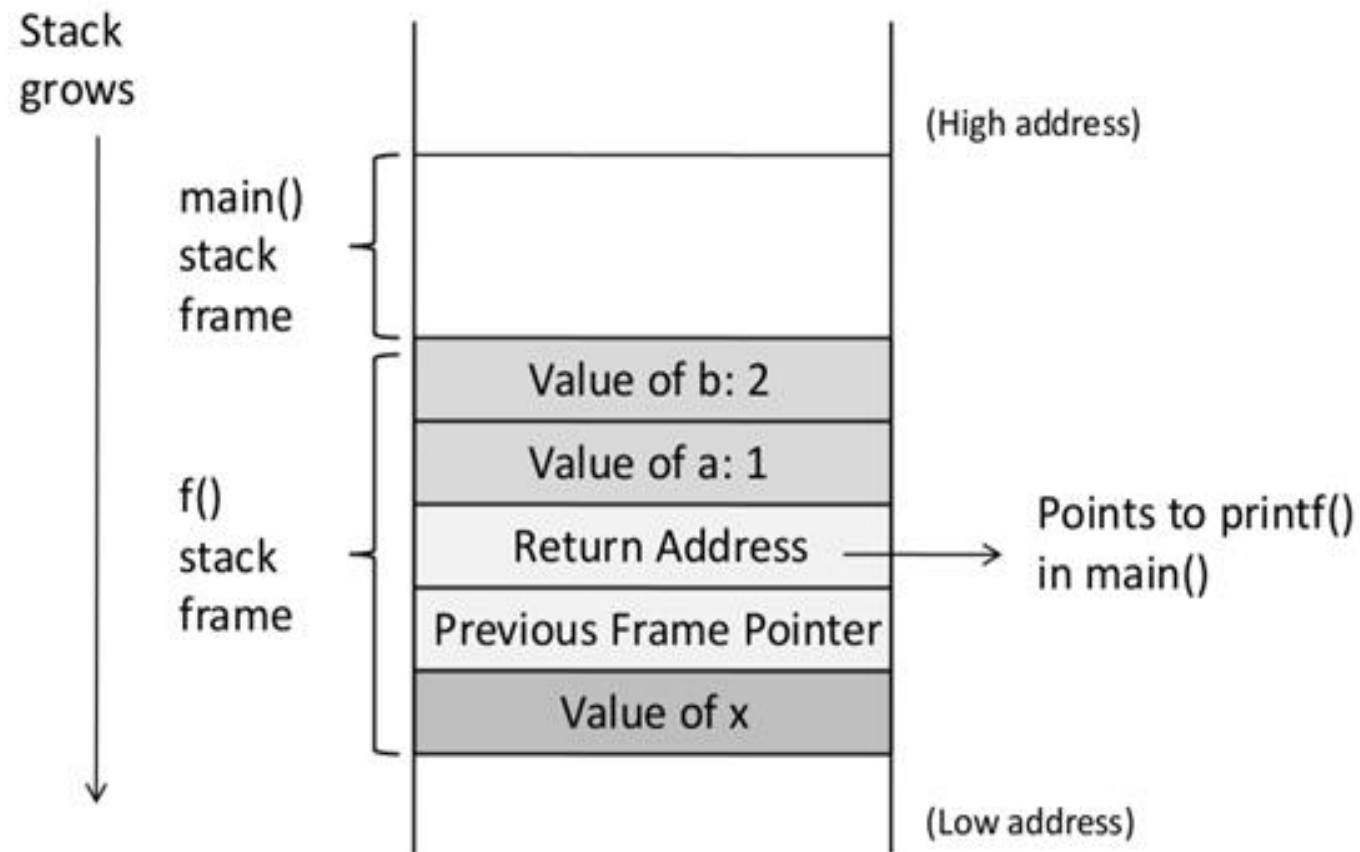 Stack
grows
(High address)
main()
stack
frame
Value of b: 2
Value of a: 1
f()
stack
frame
Return Address
Points to printf()
in main()
Previous Frame Pointer
Value of x
(Low address)